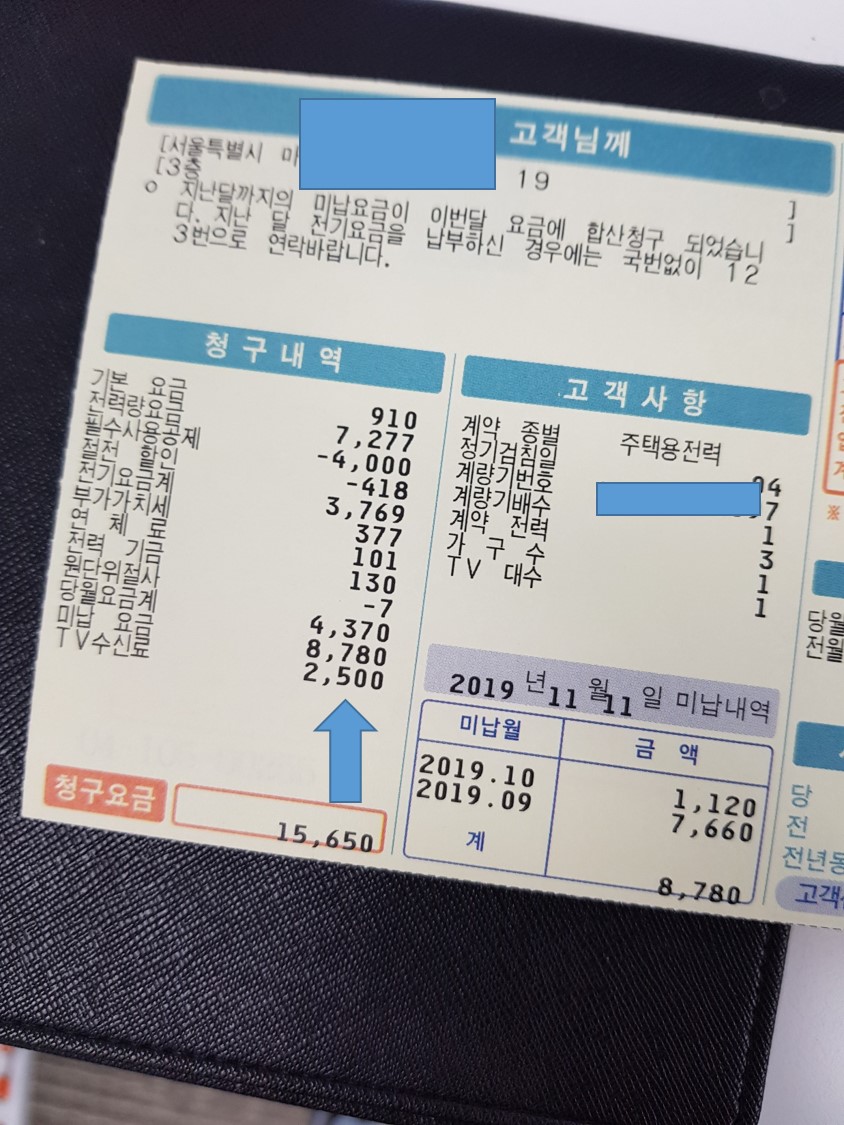 고객님께
[서울특별시 마
19 ]
[3층 ]
o 지난달까지의 미납요금이 이번달 요금에 합산청구 되었습니
다. 지난 달 전기요금을 납부하신 경우에는 국번없이 12
3번으로 연락바랍니다.
청구내역
기본 요금 910
전력량요금 7,277
필수사용공제 -4,000
절전 할인 -418
전기요금계 3,769
부가가치세 377
연 체 료 101
전력 기금 130
원단위절사 -7
당월요금계 4,370
미납 요금 8,780
TV수신료 2,500
청구요금 15,650
고객사항
계약 종별 주택용전력
정기검침일
계량기번호 04
계량기배수 7
계약 전력 1
가 구 수 3
TV 대수 1
1
2019 년 11 월 11 일 미납내역
미납월 금 액
2019.10 1,120
2019.09 7,660
계 8,780
※
당월
전월
당
전
전년동
고객